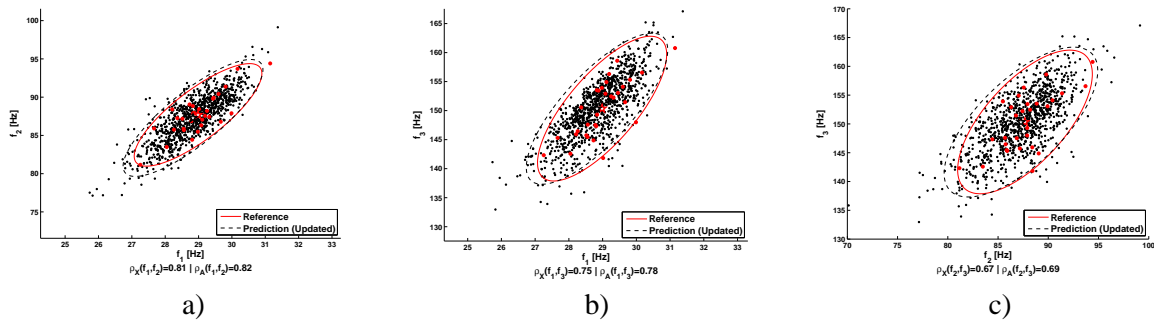 100
95
90
85
80
75
f2 [Hz]
25 26 27 28 29 30 31 32 33
f1 [Hz]
Reference
Prediction (Updated)
ρX(f1,f2)=0.81 | ρA(f1,f2)=0.82
a)
165
160
155
150
145
140
135
130
f3 [Hz]
25 26 27 28 29 30 31 32 33
f1 [Hz]
Reference
Prediction (Updated)
ρX(f1,f3)=0.75 | ρA(f1,f3)=0.78
b)
170
165
160
155
150
145
140
135
130
f3 [Hz]
70 75 80 85 90 95 100
f2 [Hz]
Reference
Prediction (Updated)
ρX(f2,f3)=0.67 | ρA(f2,f3)=0.69
c)